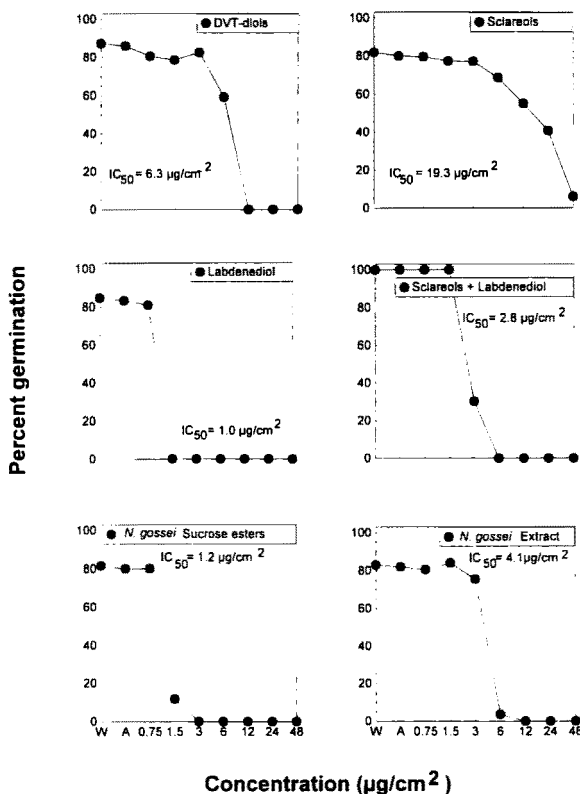 DVT-diols
100
80
60
40
20
0
IC50 = 6.3 µg/cm2
Sclareols
100
80
60
40
20
0
IC50 = 19.3 µg/cm2
Labdenediol
100
80
60
40
20
0
IC50 = 1.0 µg/cm2
Sclareols + Labdenediol
100
80
60
40
20
0
IC50 = 2.8 µg/cm2
N. gossei Sucrose esters
100
80
60
40
20
0
IC50 = 1.2 µg/cm2
W A 0.75 1.5 3 6 12 24 48
N. gossei Extract
100
80
60
40
20
0
IC50 = 4.1µg/cm2
W A 0.75 1.5 3 6 12 24 48
Percent germination
Concentration (µg/cm2 )